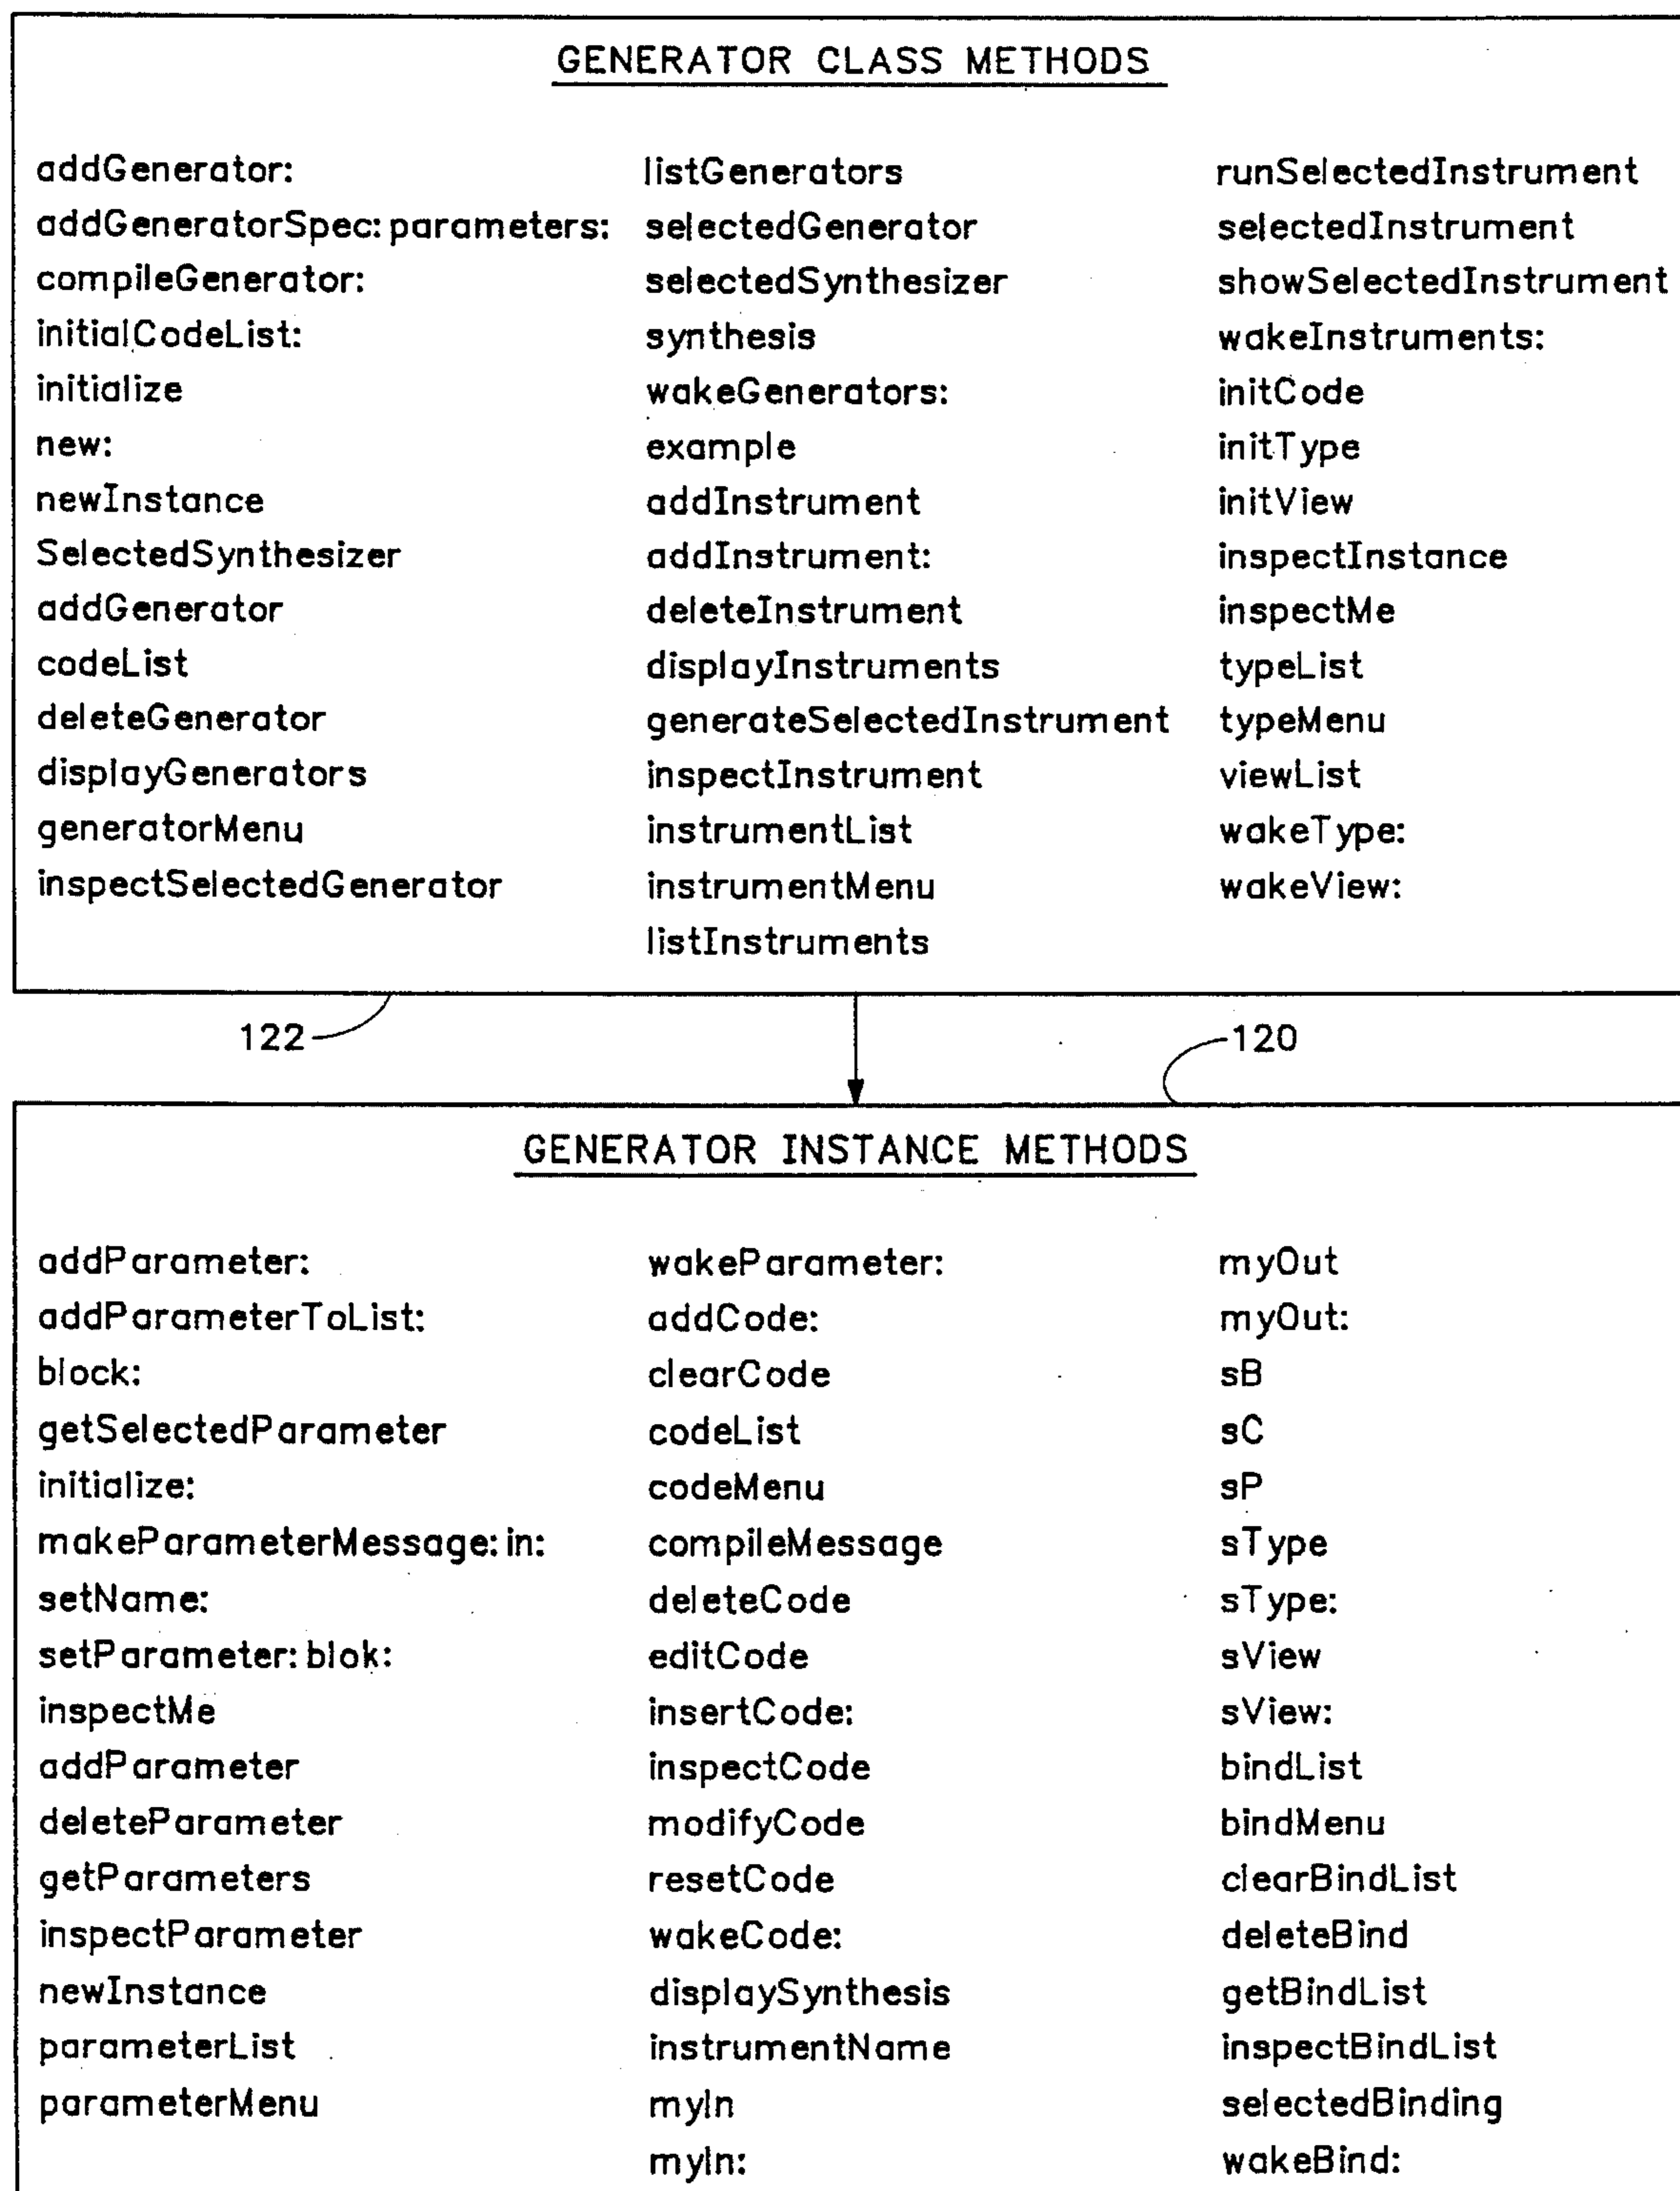 GENERATOR CLASS METHODS
addGenerator:
addGeneratorSpec: parameters:
compileGenerator:
initialCodeList:
initialize
new:
newInstance
SelectedSynthesizer
addGenerator
codeList
deleteGenerator
displayGenerators
generatorMenu
inspectSelectedGenerator
listGenerators
selectedGenerator
selectedSynthesizer
synthesis
wakeGenerators:
example
addInstrument
addInstrument:
deleteInstrument
displayInstruments
generateSelectedInstrument
inspectInstrument
instrumentList
instrumentMenu
listInstruments
runSelectedInstrument
selectedInstrument
showSelectedInstrument
wakeInstruments:
initCode
initType
initView
inspectInstance
inspectMe
typeList
typeMenu
viewList
wakeType:
wakeView:
122
120
GENERATOR INSTANCE METHODS
addParameter:
addParameterToList:
block:
getSelectedParameter
initialize:
makeParameterMessage: in:
setName:
setParameter: blok:
inspectMe
addParameter
deleteParameter
getParameters
inspectParameter
newInstance
parameterList
parameterMenu
wakeParameter:
addCode:
clearCode
codeList
codeMenu
compileMessage
deleteCode
editCode
insertCode:
inspectCode
modifyCode
resetCode
wakeCode:
displaySynthesis
instrumentName
myIn
myIn:
myOut
myOut:
sB
sC
sP
sType
sType:
sView
sView:
bindList
bindMenu
clearBindList
deleteBind
getBindList
inspectBindList
selectedBinding
wakeBind: